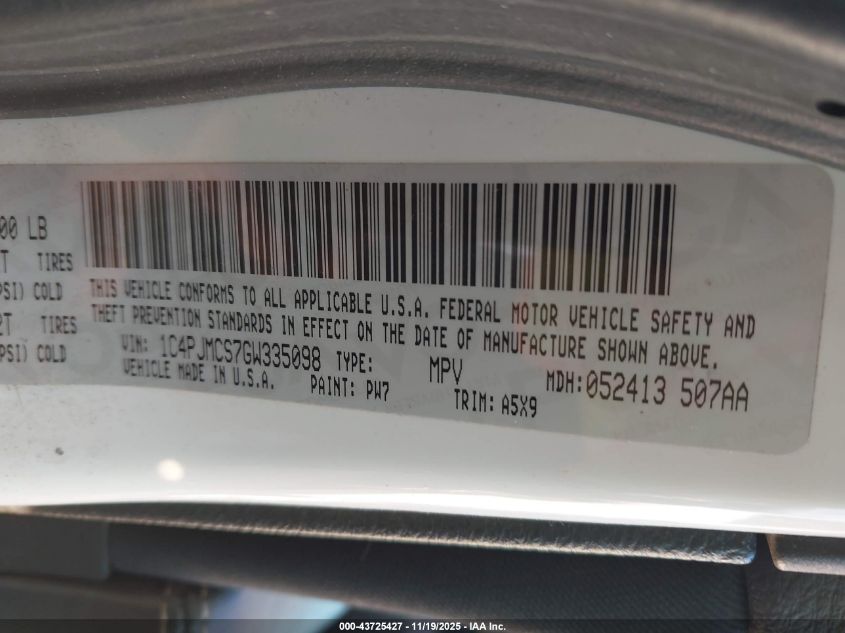 00 LB
T TIRES
PSI) COLD
2T TIRES
PSI) COLD
THIS VEHICLE CONFORMS TO ALL APPLICABLE U.S.A. FEDERAL MOTOR VEHICLE SAFETY AND
THEFT PREVENTION STANDARDS IN EFFECT ON THE DATE OF MANUFACTURE SHOWN ABOVE.
VIN: 1C4PJMCS7GW335098 TYPE: MPV MDH: 052413 507AA
VEHICLE MADE IN U.S.A. PAINT: PW7 TRIM: A5X9
000-43725427 - 11/19/2025 - IAA Inc.